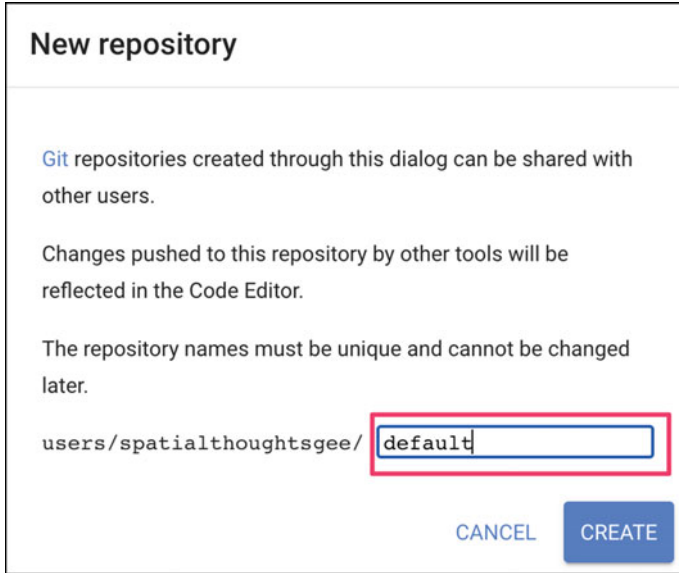 New repository
Git repositories created through this dialog can be shared with
other users.
Changes pushed to this repository by other tools will be
reflected in the Code Editor.
The repository names must be unique and cannot be changed
later.
users/spatialthoughtsgee/ default
CANCEL CREATE